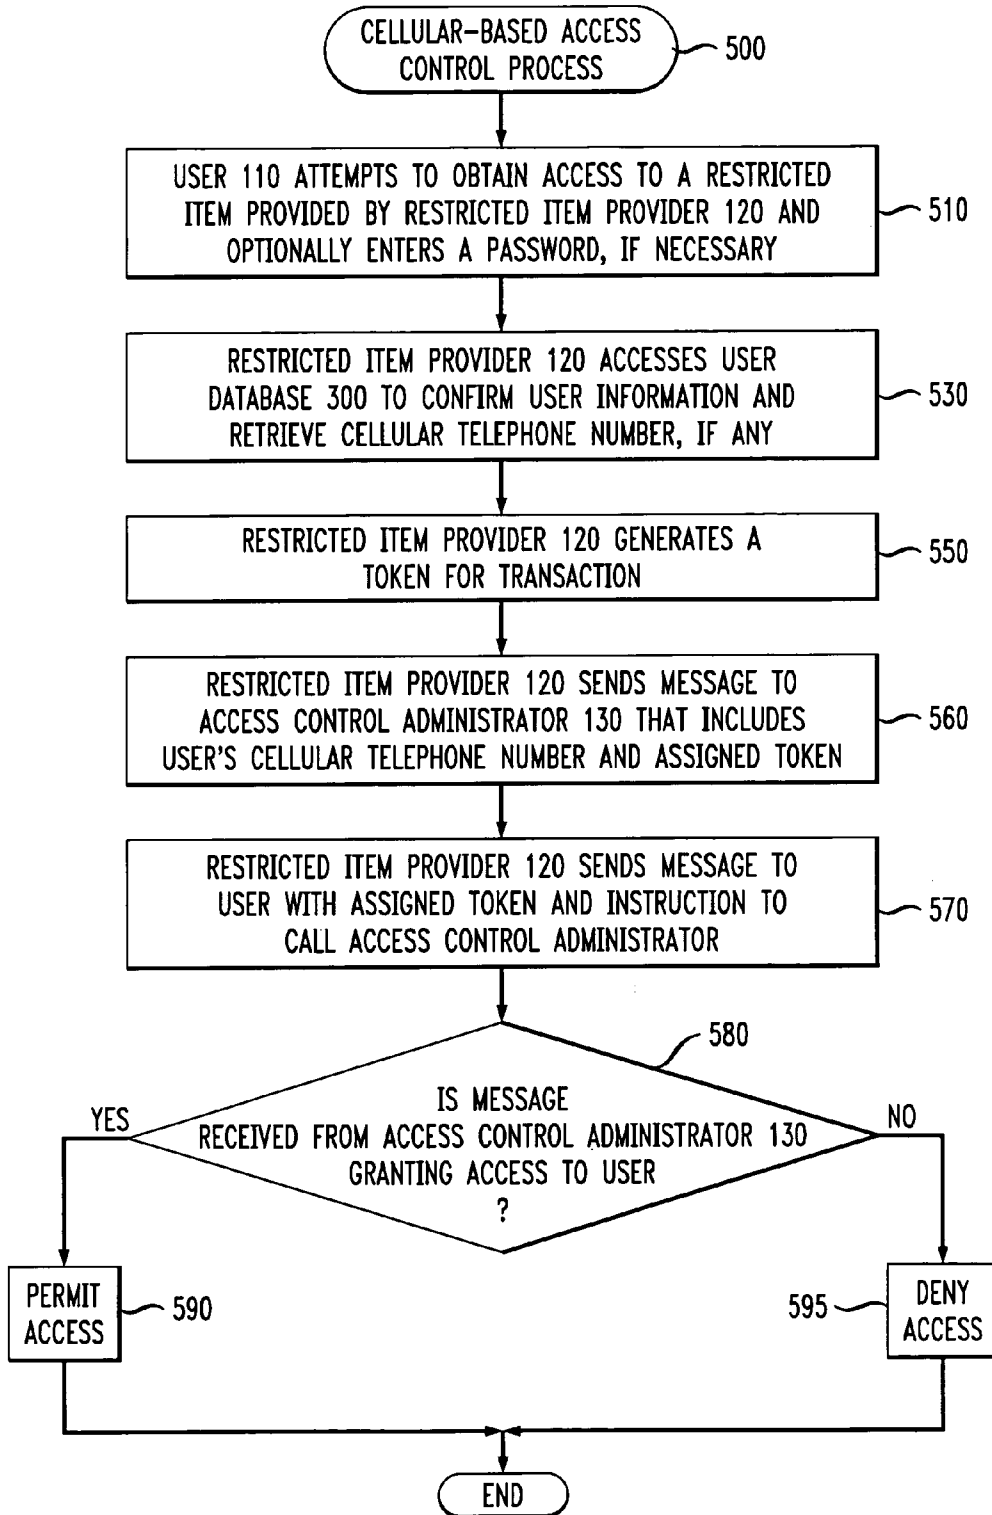 CELLULAR-BASED ACCESS
CONTROL PROCESS
500
USER 110 ATTEMPTS TO OBTAIN ACCESS TO A RESTRICTED
ITEM PROVIDED BY RESTRICTED ITEM PROVIDER 120 AND
OPTIONALLY ENTERS A PASSWORD, IF NECESSARY
510
RESTRICTED ITEM PROVIDER 120 ACCESSES USER
DATABASE 300 TO CONFIRM USER INFORMATION AND
RETRIEVE CELLULAR TELEPHONE NUMBER, IF ANY
530
RESTRICTED ITEM PROVIDER 120 GENERATES A
TOKEN FOR TRANSACTION
550
RESTRICTED ITEM PROVIDER 120 SENDS MESSAGE TO
ACCESS CONTROL ADMINISTRATOR 130 THAT INCLUDES
USER'S CELLULAR TELEPHONE NUMBER AND ASSIGNED TOKEN
560
RESTRICTED ITEM PROVIDER 120 SENDS MESSAGE TO
USER WITH ASSIGNED TOKEN AND INSTRUCTION TO
CALL ACCESS CONTROL ADMINISTRATOR
570
580
IS MESSAGE
RECEIVED FROM ACCESS CONTROL ADMINISTRATOR 130
GRANTING ACCESS TO USER
?
YES
NO
PERMIT
ACCESS
590
595
DENY
ACCESS
END